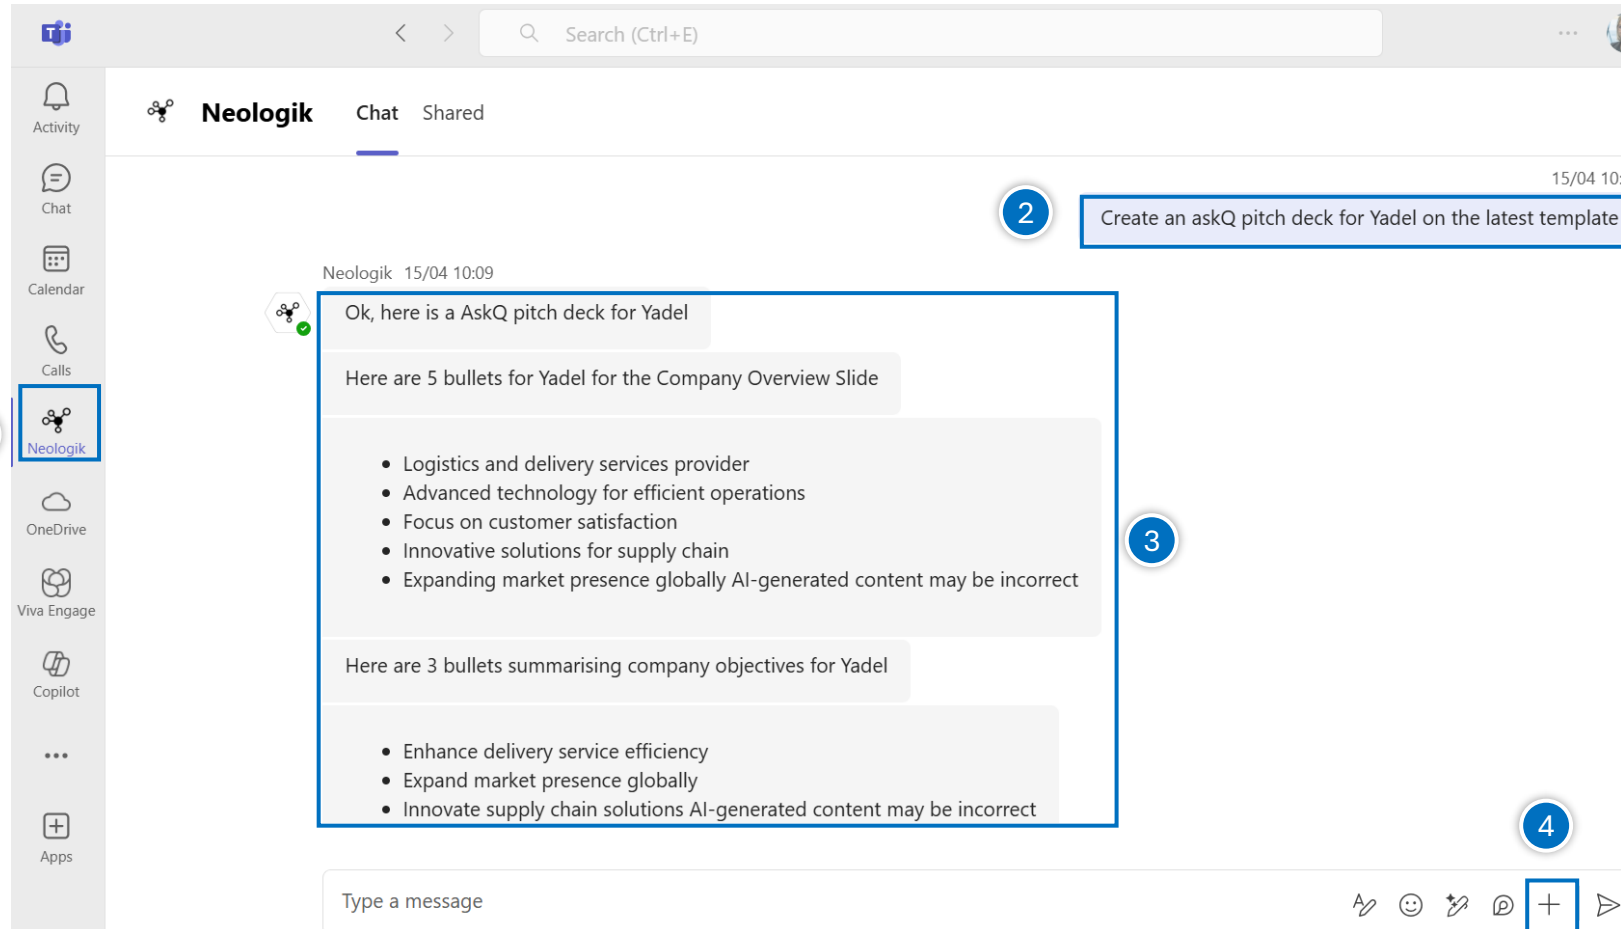 Search (Ctrl+E)
Activity
Chat
Calendar
Calls
Neologik
OneDrive
Viva Engage
Copilot
Apps
Neologik
Chat
Shared
15/04 10:
2
Create an askQ pitch deck for Yadel on the latest template
Neologik 15/04 10:09
Ok, here is a AskQ pitch deck for Yadel
Here are 5 bullets for Yadel for the Company Overview Slide
• Logistics and delivery services provider
• Advanced technology for efficient operations
• Focus on customer satisfaction
• Innovative solutions for supply chain
• Expanding market presence globally AI-generated content may be incorrect
3
Here are 3 bullets summarising company objectives for Yadel
• Enhance delivery service efficiency
• Expand market presence globally
• Innovate supply chain solutions AI-generated content may be incorrect
4
Type a message